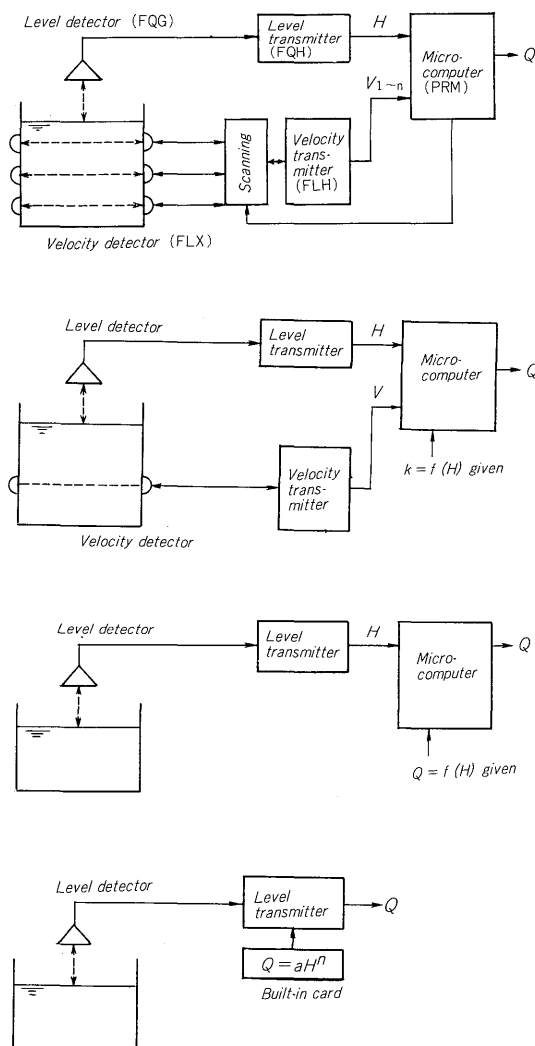 Level detector (FQG)
Level transmitter
(FQH)
H
Micro-
computer
(PRM)
Q
V1~n
Scanning
Velocity
trans-
mitter
(FLH)
Velocity detector (FLX)
Level detector
Level
transmitter
H
Micro-
computer
Q
V
Velocity
trans-
mitter
k = f (H) given
Velocity detector
Level detector
Level
transmitter
H
Micro-
computer
Q
Q = f (H) given
Level detector
Level
transmitter
Q
Q = aHⁿ
Built-in card